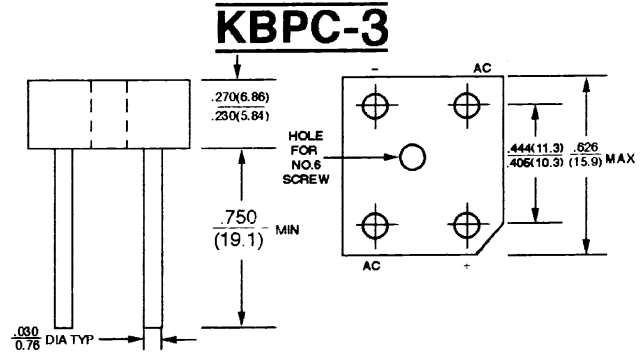 KBPC-3
.270(6.86)
.230(5.84)
.750
(19.1)
MIN
.030
0.76
DIA TYP
-
AC
HOLE
FOR
NO.6
SCREW
.444(11.3)
.405(10.3)
.626
(15.9)
MAX
AC
+